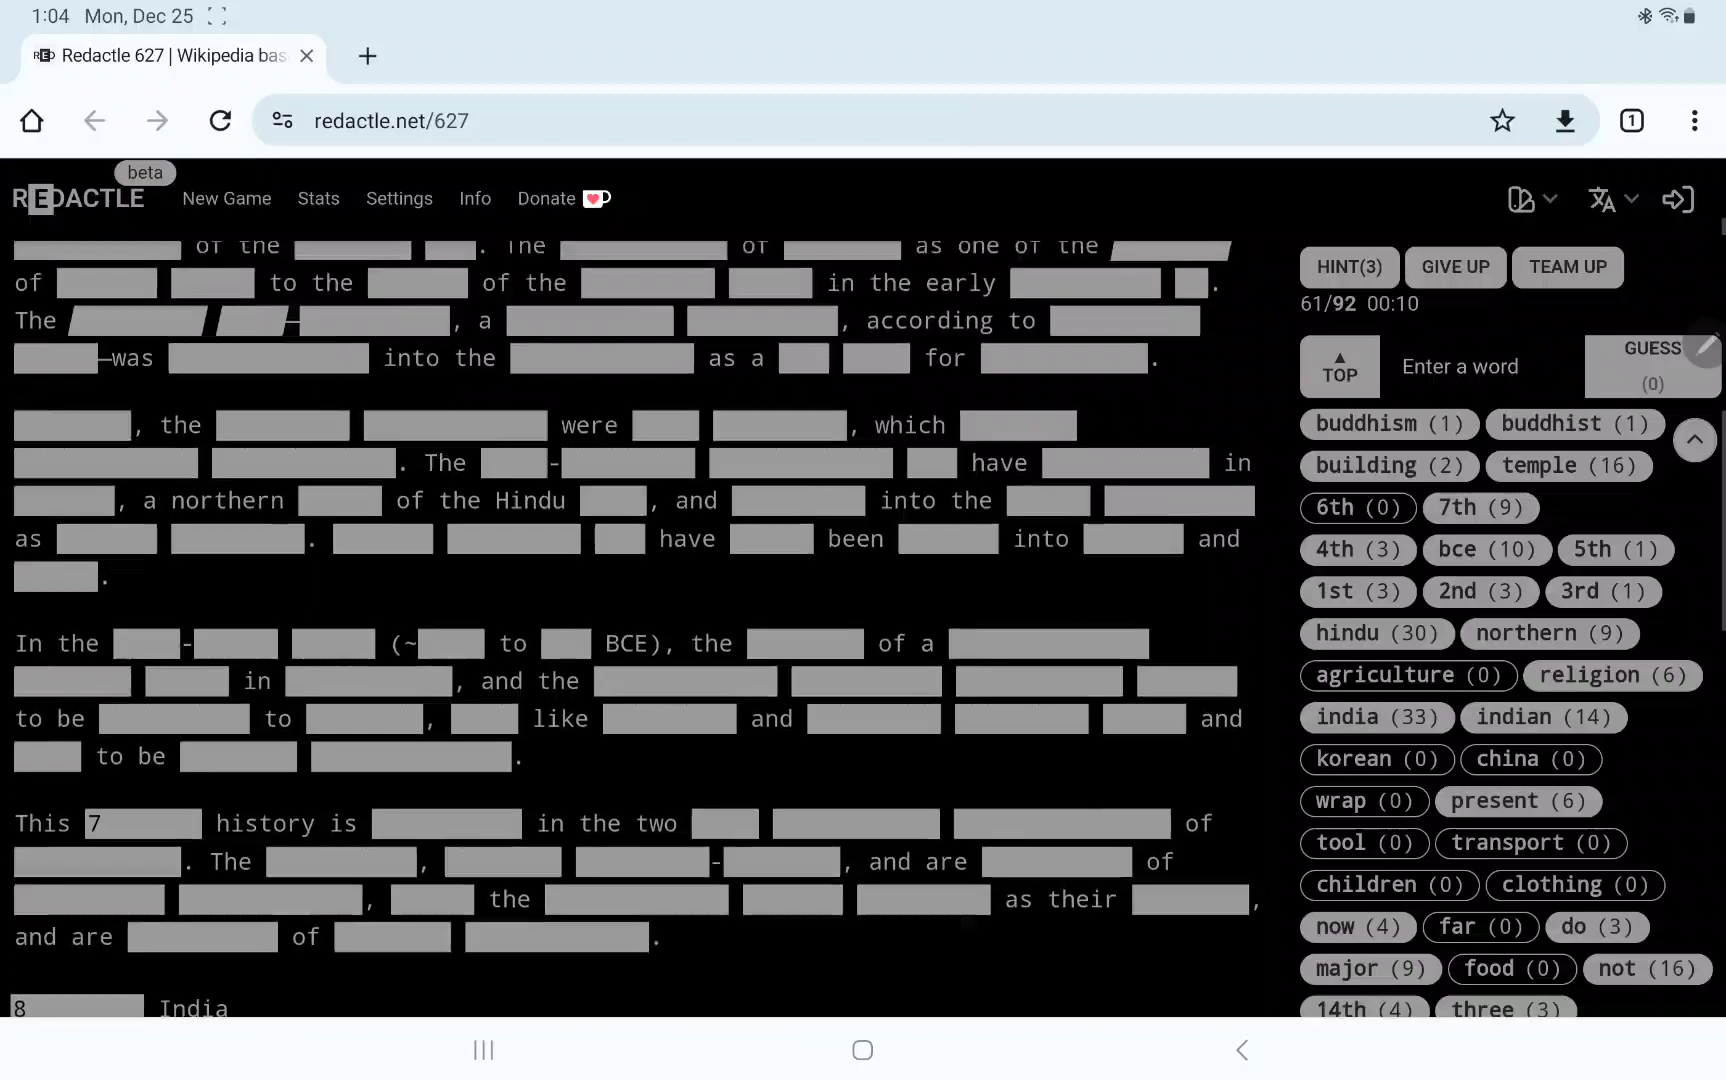 1:04 Mon, Dec 25
RED Redactle 627 | Wikipedia bas
redactle.net/627
1
beta
REDACTLE New Game Stats Settings Info Donate
of the . The of as one of the
of to the of the in the early .
The – , a , according to
–was into the as a for .
, the were , which
. The - have in
, a northern of the Hindu , and into the
as . have been into and
.
In the - (~ to BCE), the of a
in , and the
to be to , like and and
to be .
This 7 history is in the two of
. The , - , and are of
, the as their ,
and are of .
8 India
HINT(3) GIVE UP TEAM UP
61/92 00:10
▲ TOP Enter a word GUESS (0)
buddhism (1) buddhist (1)
building (2) temple (16)
6th (0) 7th (9)
4th (3) bce (10) 5th (1)
1st (3) 2nd (3) 3rd (1)
hindu (30) northern (9)
agriculture (0) religion (6)
india (33) indian (14)
korean (0) china (0)
wrap (0) present (6)
tool (0) transport (0)
children (0) clothing (0)
now (4) far (0) do (3)
major (9) food (0) not (16)
14th (4) three (3)